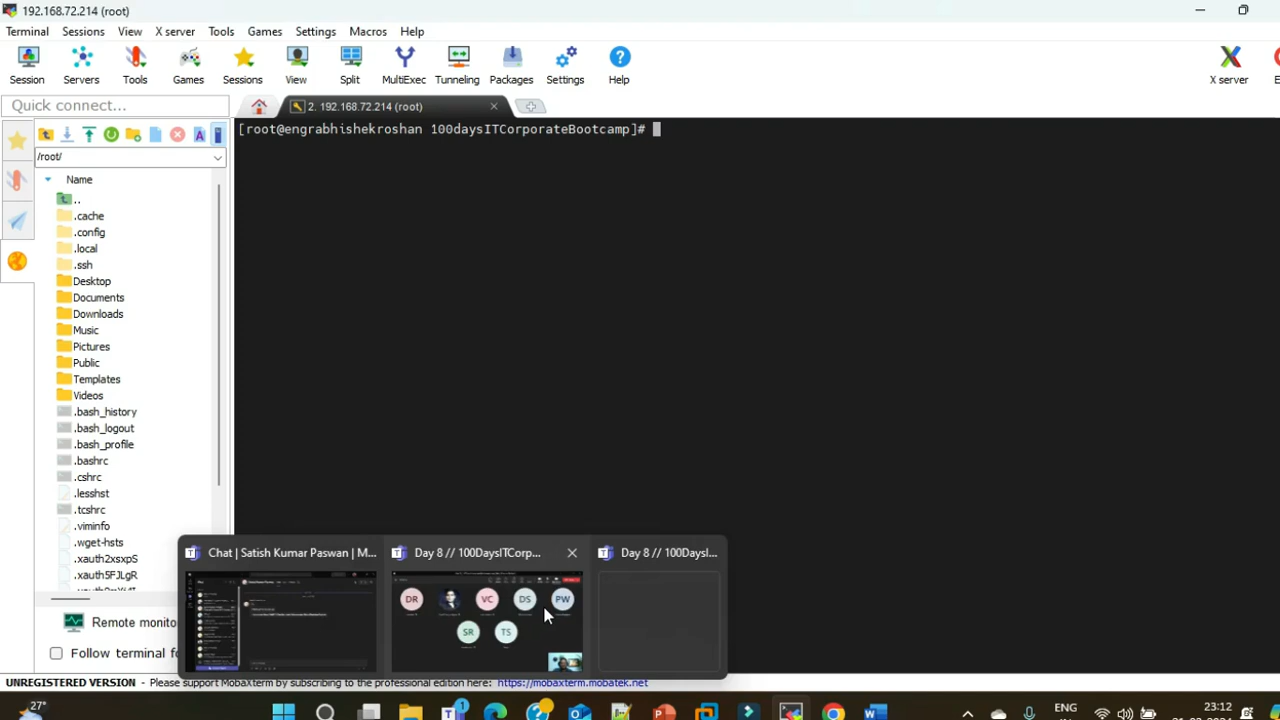 192.168.72.214 (root)
Terminal Sessions View X server Tools Games Settings Macros Help
Session Servers Tools Games Sessions View Split MultiExec Tunneling Packages Settings Help X server
Quick connect...
2. 192.168.72.214 (root)
[root@engrabhishekroshan 100daysITCorporateBootcamp]#
/root/
Name
..
.cache
.config
.local
.ssh
Desktop
Documents
Downloads
Music
Pictures
Public
Templates
Videos
.bash_history
.bash_logout
.bash_profile
.bashrc
.cshrc
.lesshst
.tcshrc
.viminfo
.wget-hsts
.xauth2xsxpS
.xauth5FJLgR
Chat | Satish Kumar Paswan | M...
Day 8 // 100DaysITCorp...
Day 8 // 100DaysI...
DR VC DS PW
SR TS
Remote monito
Follow terminal fo
UNREGISTERED VERSION - Please support MobaXterm by subscribing to the professional edition here: https://mobaxterm.mobatek.net
27°
1
ENG
23:12